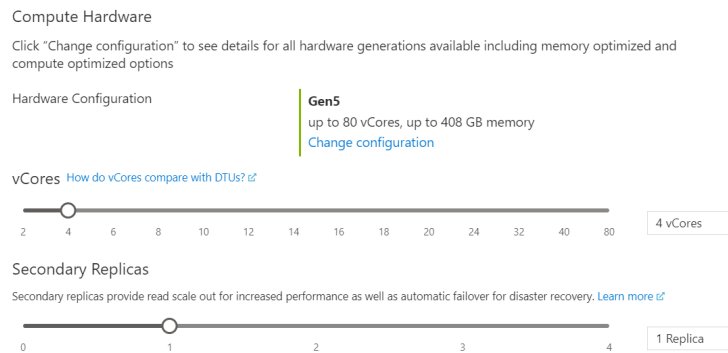 Compute Hardware
Click "Change configuration" to see details for all hardware generations available including memory optimized and
compute optimized options
Hardware Configuration
Gen5
up to 80 vCores, up to 408 GB memory
Change configuration
vCores How do vCores compare with DTUs?
2 4 6 8 10 12 14 16 18 20 24 32 40 80
4 vCores
Secondary Replicas
Secondary replicas provide read scale out for increased performance as well as automatic failover for disaster recovery. Learn more
0 1 2 3 4
1 Replica